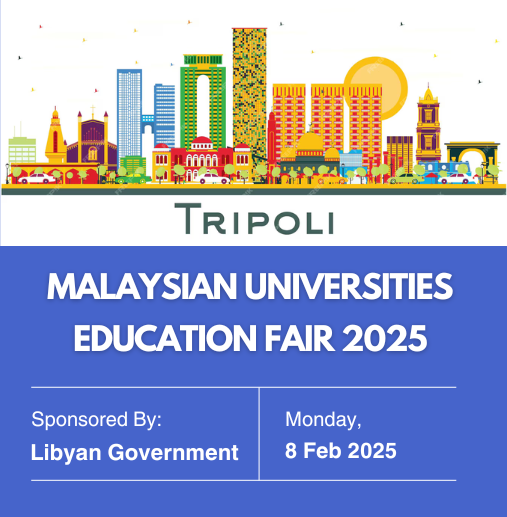 TRIPOLI
MALAYSIAN UNIVERSITIES
EDUCATION FAIR 2025
Sponsored By:
Libyan Government
Monday,
8 Feb 2025